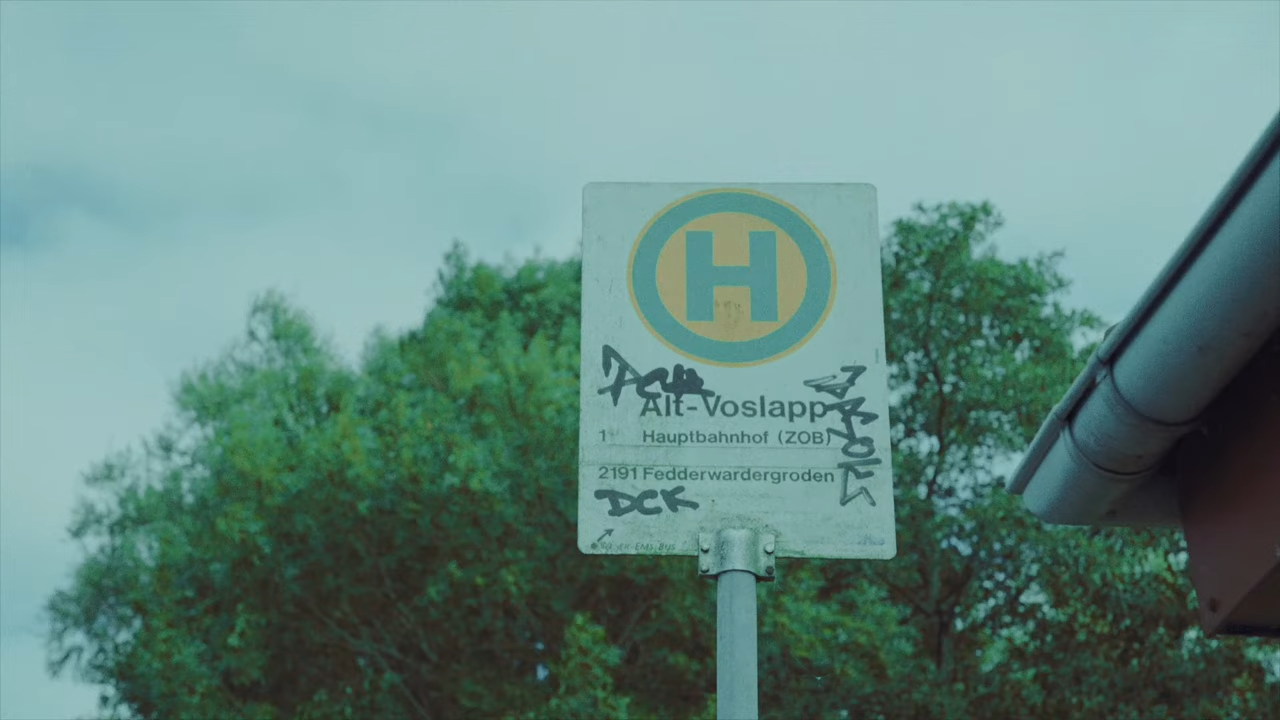 H
Alt-Voslapp
1 Hauptbahnhof (ZOB)
2191 Fedderwardergroden
DCK